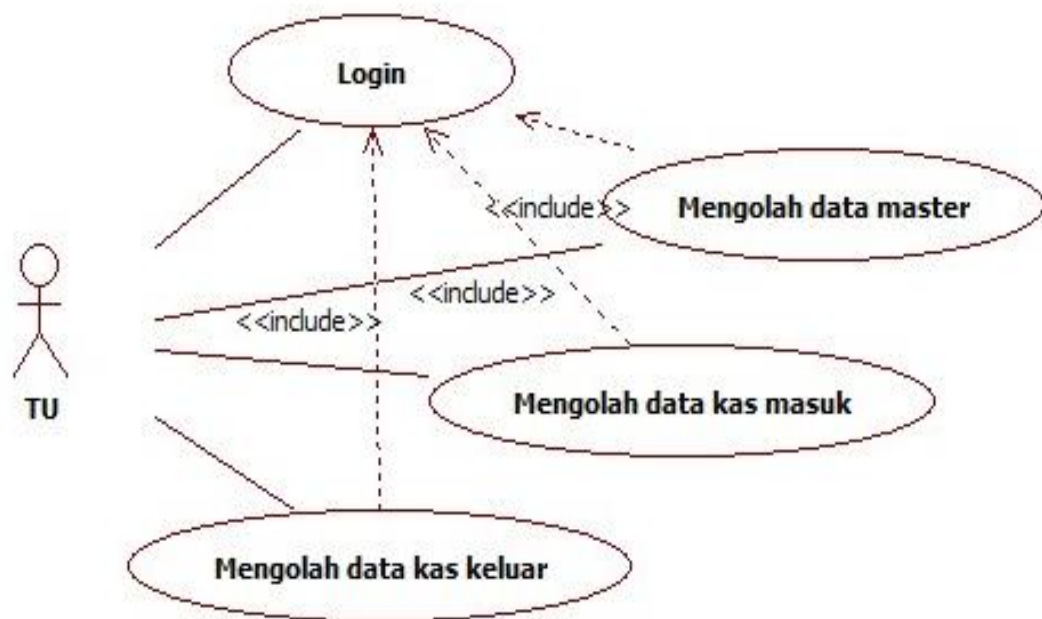 Login
<<include>>
Mengolah data master
<<include>>
<<include>>
TU
Mengolah data kas masuk
Mengolah data kas keluar